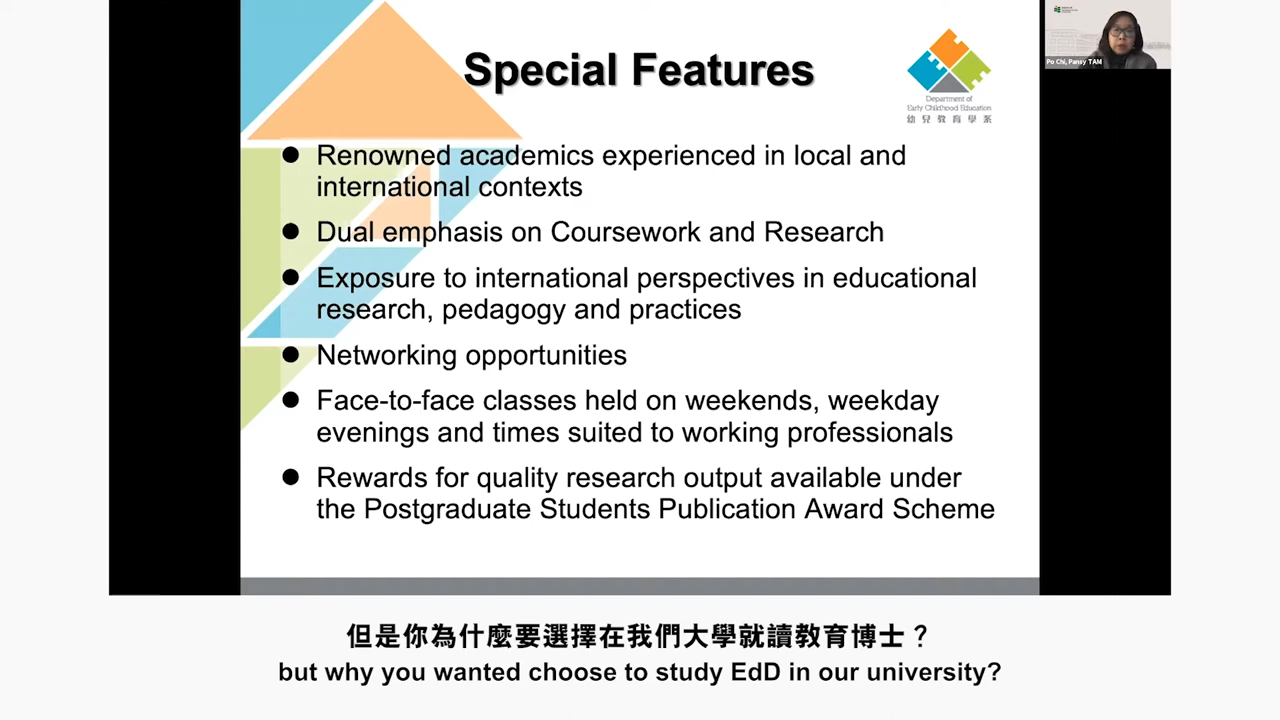 Special Features
Department of
Early Childhood Education
幼兒教育學系
Po Chi, Pansy TAM
Renowned academics experienced in local and
international contexts
Dual emphasis on Coursework and Research
Exposure to international perspectives in educational
research, pedagogy and practices
Networking opportunities
Face-to-face classes held on weekends, weekday
evenings and times suited to working professionals
Rewards for quality research output available under
the Postgraduate Students Publication Award Scheme
但是你為什麼要選擇在我們大學就讀教育博士？
but why you wanted choose to study EdD in our university?